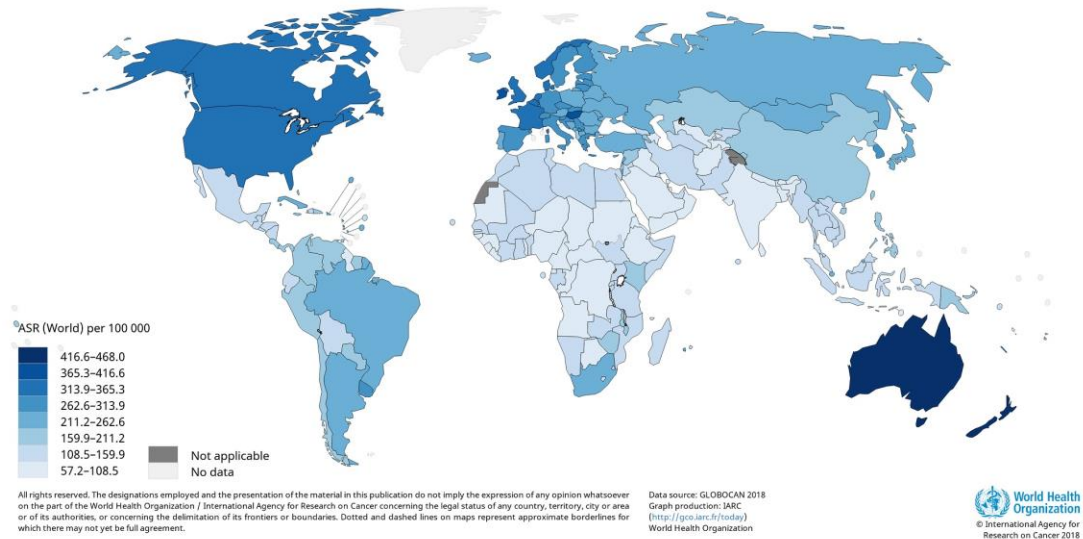 ASR (World) per 100 000
416.6–468.0
365.3–416.6
313.9–365.3
262.6–313.9
211.2–262.6
159.9–211.2
108.5–159.9
57.2–108.5
Not applicable
No data
All rights reserved. The designations employed and the presentation of the material in this publication do not imply the expression of any opinion whatsoever
on the part of the World Health Organization / International Agency for Research on Cancer concerning the legal status of any country, territory, city or area
or of its authorities, or concerning the delimitation of its frontiers or boundaries. Dotted and dashed lines on maps represent approximate borderlines for
which there may not yet be full agreement.
Data source: GLOBOCAN 2018
Graph production: IARC
(http://gco.iarc.fr/today)
World Health Organization
World Health
Organization
© International Agency for
Research on Cancer 2018